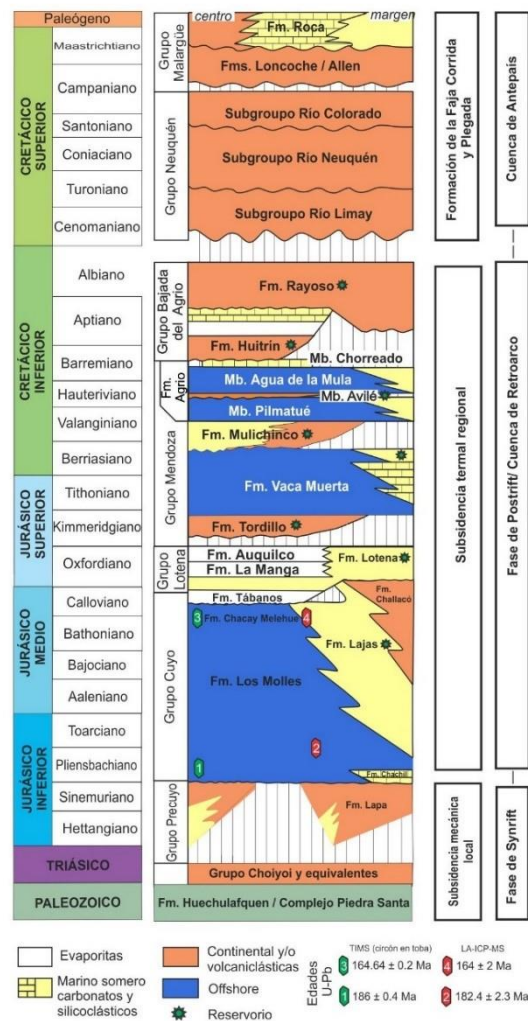 centro margen
Paleógeno
CRETÁCICO SUPERIOR
Maastrichtiano
Campaniano
Santoniano
Coniaciano
Turoniano
Cenomaniano
CRETÁCICO INFERIOR
Albiano
Aptiano
Barremiano
Hauteriviano
Valanginiano
Berriasiano
JURÁSICO SUPERIOR
Tithoniano
Kimmeridgiano
Oxfordiano
JURÁSICO MEDIO
Calloviano
Bathoniano
Bajociano
Aaleniano
JURÁSICO INFERIOR
Toarciano
Pliensbachiano
Sinemuriano
Hettangiano
TRIÁSICO
PALEOZOICO
Grupo Malargüe
Fm. Roca
Fms. Loncoche / Allen
Grupo Neuquén
Subgroupo Río Colorado
Subgroupo Río Neuquén
Subgroupo Río Limay
Grupo Bajada del Agrio
Fm. Rayoso
Fm. Huitrín
Mb. Chorreado
Fm. Agrio
Mb. Agua de la Mula
Mb. Avilé
Mb. Pilmatué
Grupo Mendoza
Fm. Mulichinco
Fm. Vaca Muerta
Fm. Tordillo
Grupo Lotena
Fm. Auquilco
Fm. La Manga
Fm. Lotena
Grupo Cuyo
Fm. Tábanos
Fm. Challacó
3
Fm. Chacay Melehué
4
Fm. Lajas
Fm. Los Molles
2
1
Fm. Chachil
Grupo Precuyo
Fm. Lapa
Grupo Choiyoi y equivalentes
Fm. Huechulafquen / Complejo Piedra Santa
Formación de la Faja Corrida y Plegada
Subsidencia termal regional
Subsidencia mecánica local
Cuenca de Antepaís
Fase de Postrift/ Cuenca de Retroarco
Fase de Synrift
Evaporitas
Marino somero carbonatos y silicoclásticos
Continental y/o volcaniclásticas
Offshore
Reservorio
Edades U-Pb
TIMS (circón en toba)
3 164.64 ± 0.2 Ma
1 186 ± 0.4 Ma
LA-ICP-MS
4 164 ± 2 Ma
2 182.4 ± 2.3 Ma